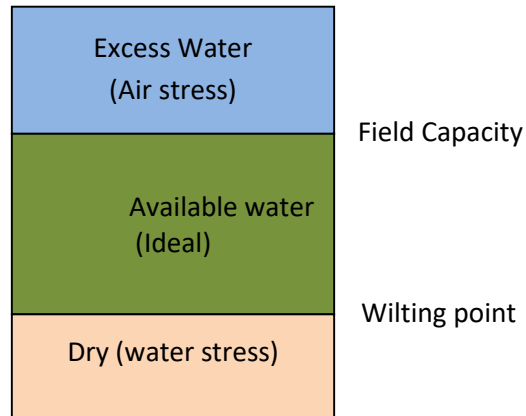 Excess Water
(Air stress)
Field Capacity
Available water
(Ideal)
Wilting point
Dry (water stress)